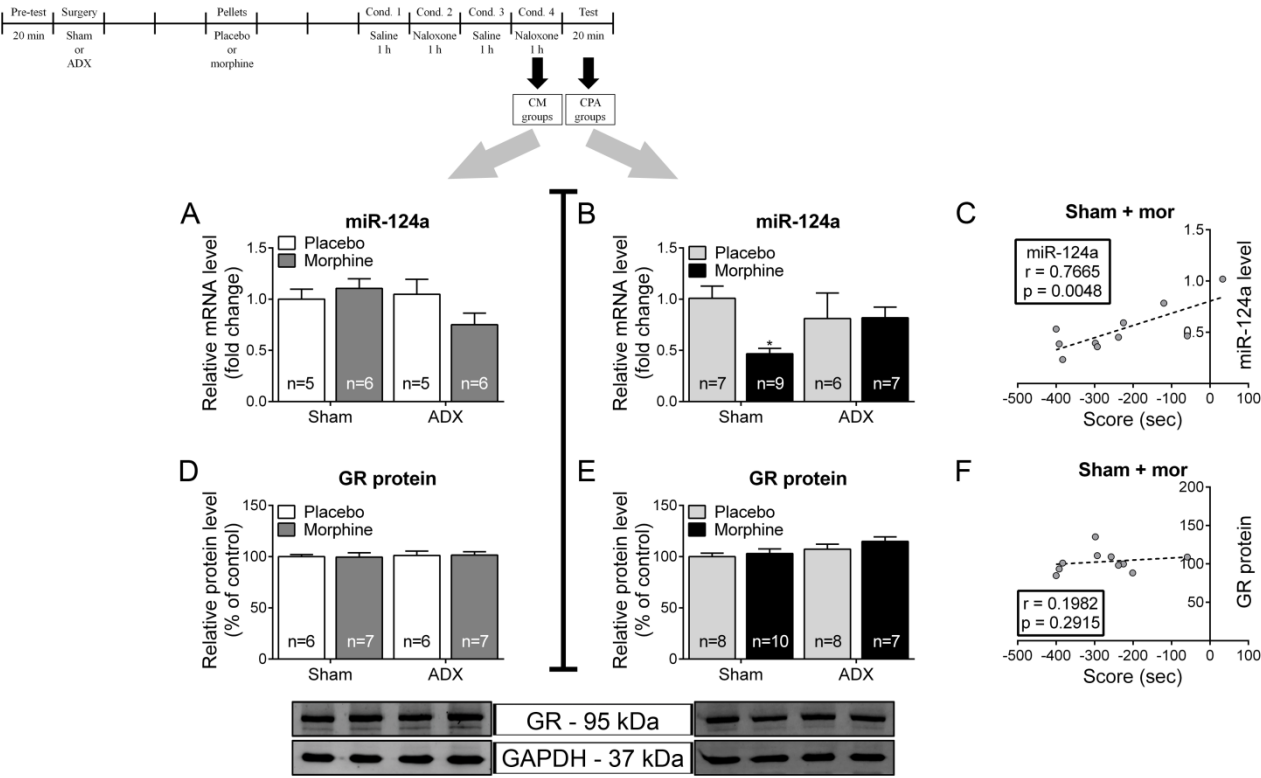 Pre-test Surgery Pellets Cond. 1 Cond. 2 Cond. 3 Cond. 4 Test
20 min Sham Placebo Saline Naloxone Saline Naloxone 20 min
or or 1 h 1 h 1 h 1 h
ADX morphine
CM CPA
groups groups
A
miR-124a
Placebo
Morphine
Relative mRNA level
(fold change)
1.5
1.0
0.5
0.0
n=5 n=6 n=5 n=6
Sham ADX
B
miR-124a
Placebo
Morphine
Relative mRNA level
(fold change)
1.5
1.0
0.5
0.0
*
n=7 n=9 n=6 n=7
Sham ADX
C
Sham + mor
miR-124a
r = 0.7665
p = 0.0048
1.5
1.0
0.5
miR-124a level
-500 -400 -300 -200 -100 0 100
Score (sec)
D
GR protein
Placebo
Morphine
Relative protein level
(% of control)
150
100
50
0
n=6 n=7 n=6 n=7
Sham ADX
E
GR protein
Placebo
Morphine
Relative protein level
(% of control)
150
100
50
0
n=8 n=10 n=8 n=7
Sham ADX
F
Sham + mor
200
150
100
50
GR protein
r = 0.1982
p = 0.2915
-500 -400 -300 -200 -100 0 100
Score (sec)
GR - 95 kDa
GAPDH - 37 kDa